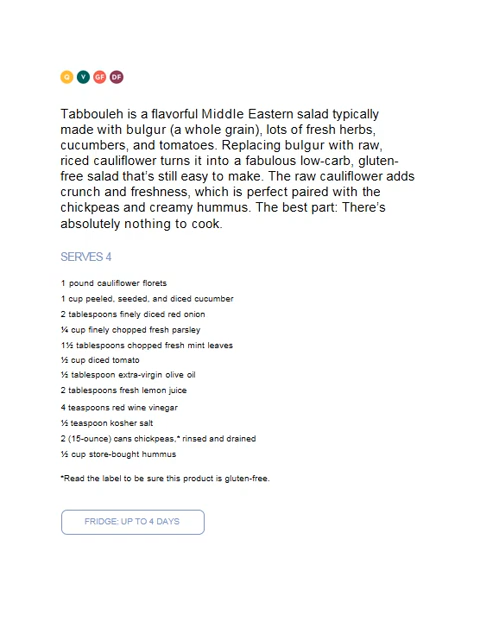 Q V GF DF
Tabbouleh is a flavorful Middle Eastern salad typically
made with bulgur (a whole grain), lots of fresh herbs,
cucumbers, and tomatoes. Replacing bulgur with raw,
riced cauliflower turns it into a fabulous low-carb, gluten-
free salad that’s still easy to make. The raw cauliflower adds
crunch and freshness, which is perfect paired with the
chickpeas and creamy hummus. The best part: There’s
absolutely nothing to cook.
SERVES 4
1 pound cauliflower florets
1 cup peeled, seeded, and diced cucumber
2 tablespoons finely diced red onion
¼ cup finely chopped fresh parsley
1½ tablespoons chopped fresh mint leaves
½ cup diced tomato
½ tablespoon extra-virgin olive oil
2 tablespoons fresh lemon juice
4 teaspoons red wine vinegar
½ teaspoon kosher salt
2 (15-ounce) cans chickpeas,* rinsed and drained
½ cup store-bought hummus
*Read the label to be sure this product is gluten-free.
FRIDGE: UP TO 4 DAYS